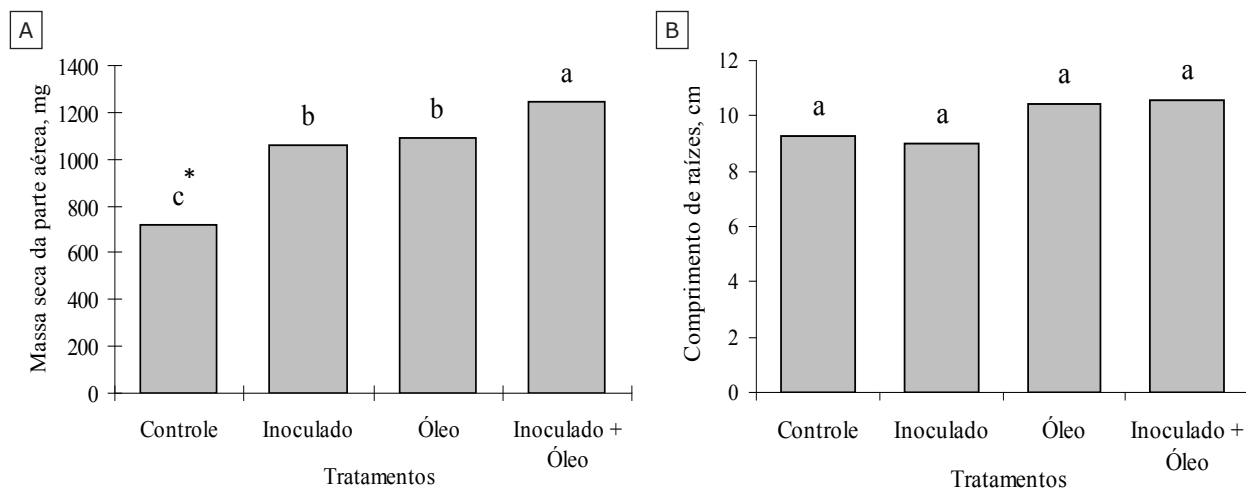 A
Massa seca da parte aérea, mg
1400
1200
1000
800
600
400
200
0
c
*
b
b
a
Controle
Inoculado
Óleo
Inoculado +
Óleo
Tratamentos
B
Comprimento de raízes, cm
12
10
8
6
4
2
0
a
a
a
a
Controle
Inoculado
Óleo
Inoculado +
Óleo
Tratamentos